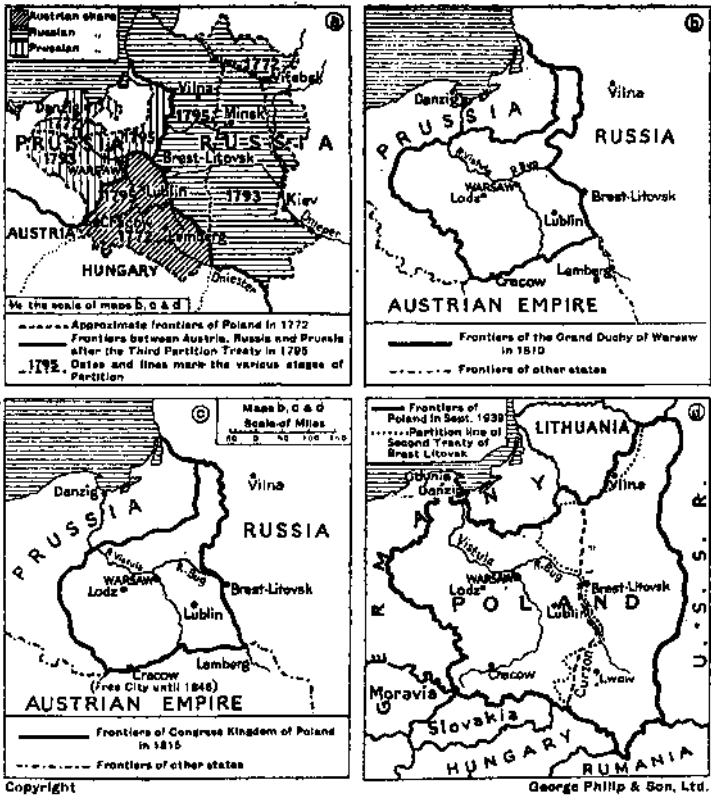 Austrian share
Russian "
Prussian "
a
1772
Vitebsk
Vilna
Danzig
1772
1795
Minsk
1795
PRUSSIA
RUSSIA
1793
Brest-Litovsk
WARSAW
1795
Lublin
1793
Kiev
Dnieper
AUSTRIA
1772
Lemberg
HUNGARY
Dniester
the scale of maps b, c & d
Approximate frontiers of Poland in 1772
Frontiers between Austria, Russia and Prussia
after the Third Partition Treaty in 1795
1795 Dates and lines mark the various stages of
Partition
b
Danzig
Vilna
PRUSSIA
RUSSIA
R. Vistula
R. Bug
WARSAW
Lodz
Brest-Litovsk
Lublin
Cracow
Lemberg
AUSTRIAN EMPIRE
Frontiers of the Grand Duchy of Warsaw
in 1810
Frontiers of other states
c
Maps b, c & d
Scale of Miles
Danzig
Vilna
PRUSSIA
RUSSIA
R. Vistula
R. Bug
WARSAW
Lodz
Brest-Litovsk
Lublin
Lemberg
Cracow
(Free City until 1846)
AUSTRIAN EMPIRE
Frontiers of Congress Kingdom of Poland
in 1815
Frontiers of other states
Frontiers of
Poland in Sept. 1939
Partition line of
Second Treaty of
Brest Litovsk
d
LITHUANIA
Gdynia
Danzig
Vilna
GERMANY
Vistula
R. Bug
WARSAW
Lodz
Brest-Litovsk
POLAND
Lublin
U.S.S.R.
Cracow
Curzon
Lwow
Moravia
Slovakia
HUNGARY
RUMANIA
Copyright
George Philip & Son, Ltd.